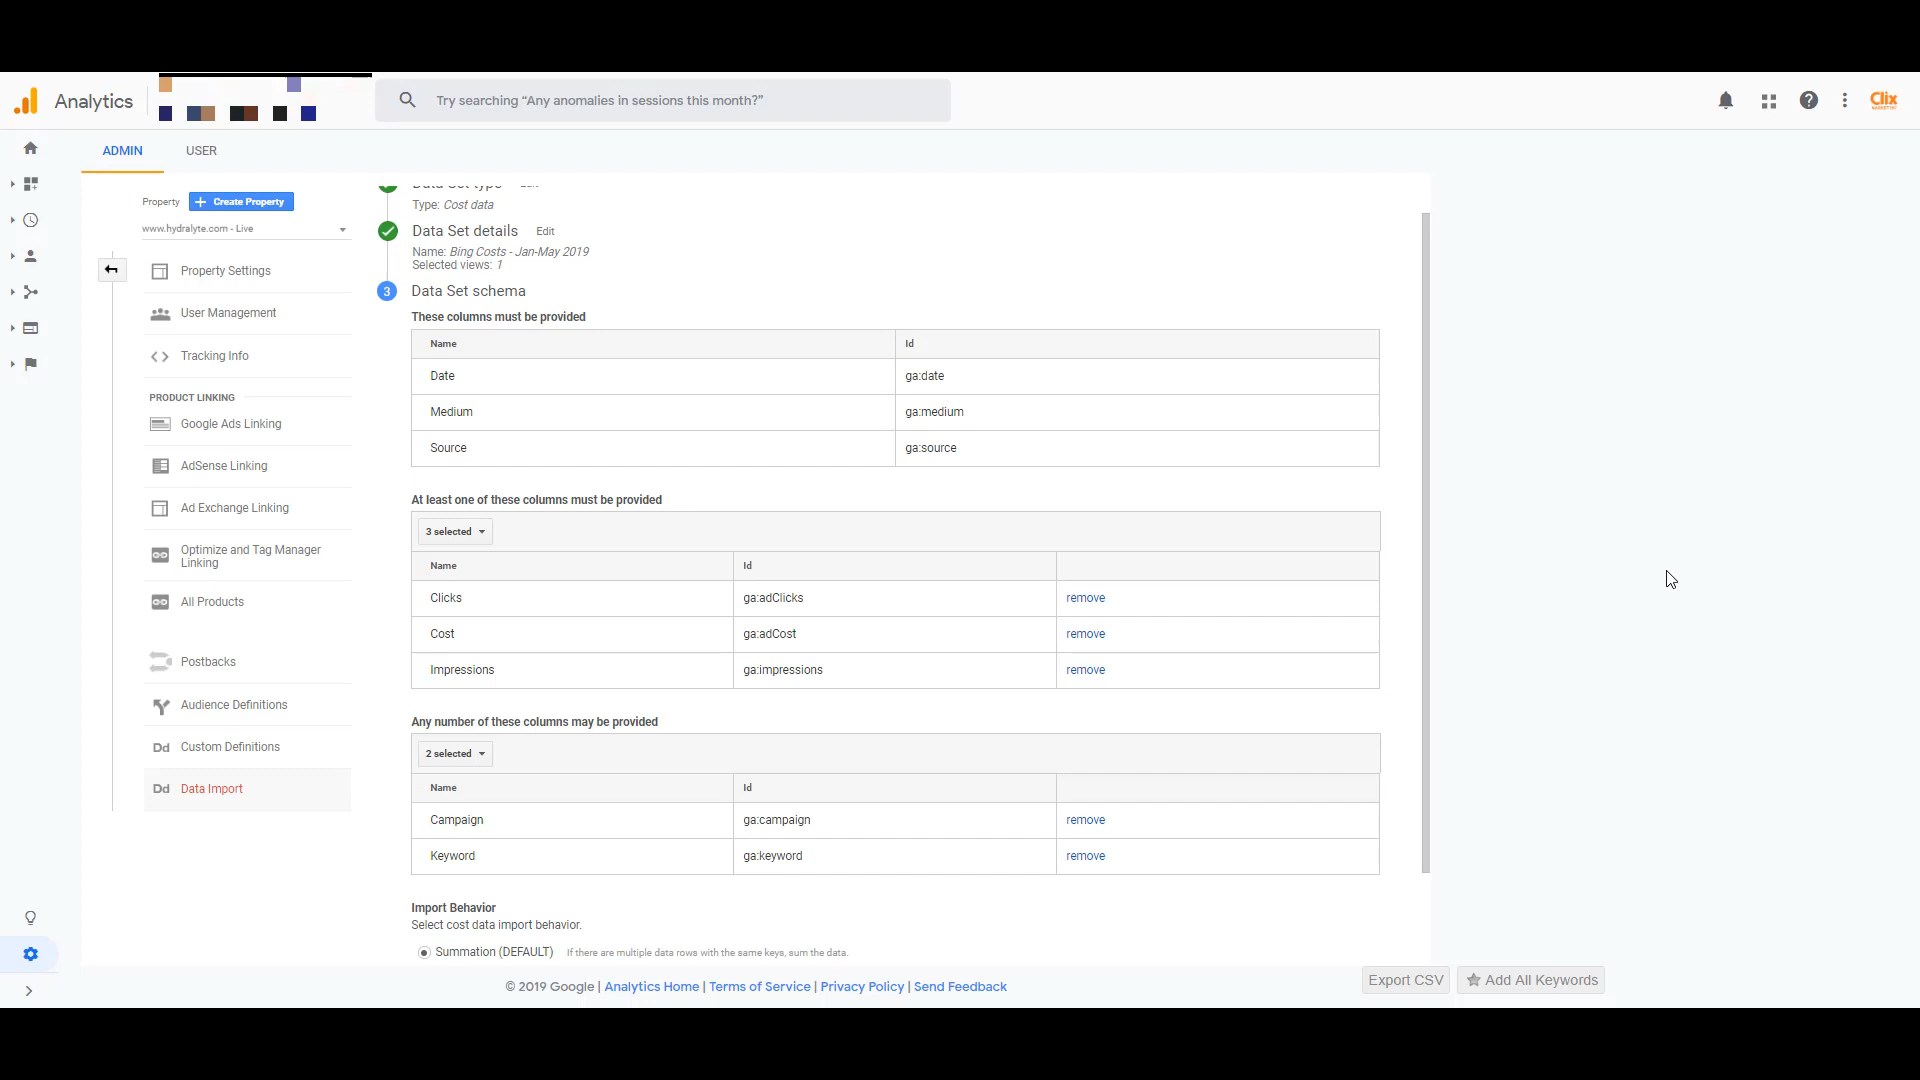 Analytics
Try searching “Any anomalies in sessions this month?”
Clix
ADMIN
USER
Property
Create Property
www.hydralyte.com - Live
Property Settings
User Management
Tracking Info
PRODUCT LINKING
Google Ads Linking
AdSense Linking
Ad Exchange Linking
Optimize and Tag Manager
Linking
All Products
Postbacks
Audience Definitions
Dd Custom Definitions
Dd Data Import
Data Set type Edit
Type: Cost data
Data Set details Edit
Name: Bing Costs - Jan-May 2019
Selected views: 1
3 Data Set schema
These columns must be provided
Name Id
Date ga:date
Medium ga:medium
Source ga:source
At least one of these columns must be provided
3 selected
Name Id
Clicks ga:adClicks remove
Cost ga:adCost remove
Impressions ga:impressions remove
Any number of these columns may be provided
2 selected
Name Id
Campaign ga:campaign remove
Keyword ga:keyword remove
Import Behavior
Select cost data import behavior.
Summation (DEFAULT) If there are multiple data rows with the same keys, sum the data.
© 2019 Google | Analytics Home | Terms of Service | Privacy Policy | Send Feedback
Export CSV
Add All Keywords